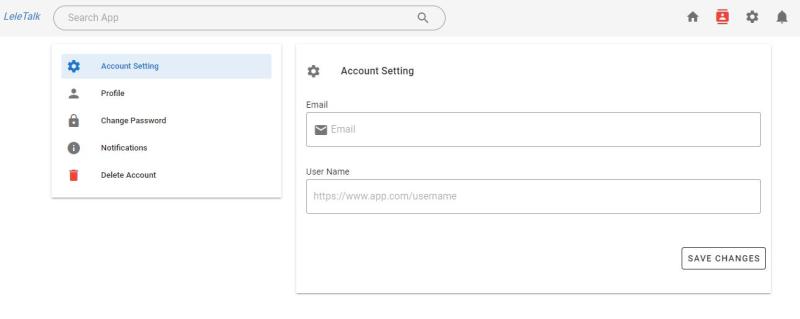 LeleTalk
Search App
Account Setting
Profile
Change Password
Notifications
Delete Account
Account Setting
Email
Email
User Name
https://www.app.com/username
SAVE CHANGES